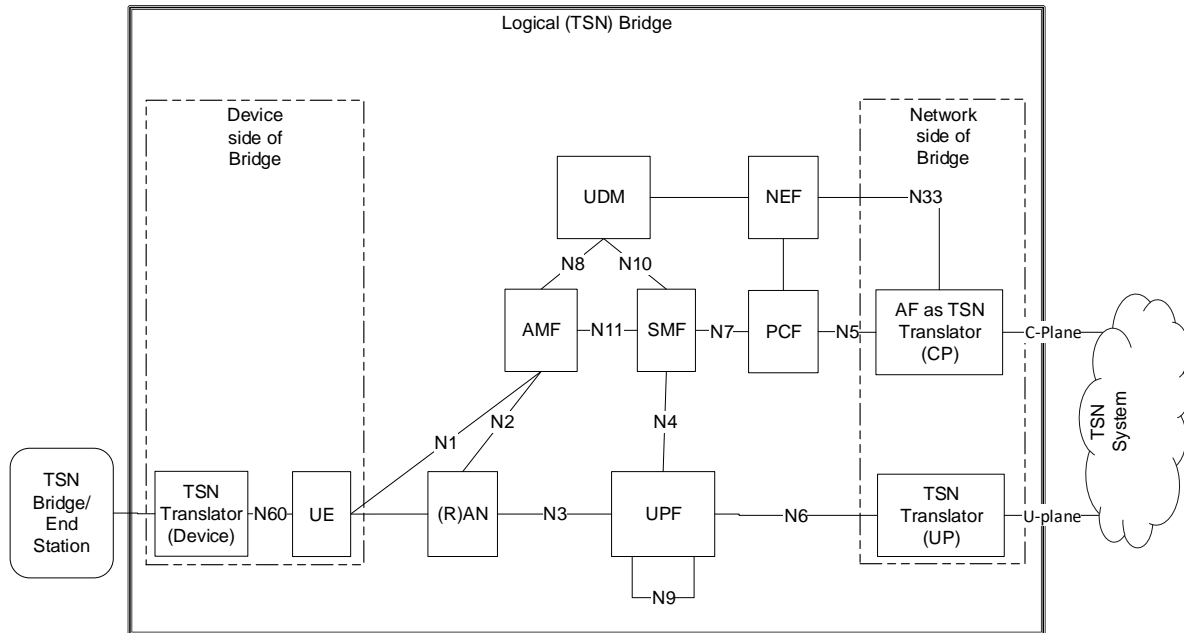 Logical (TSN) Bridge
Device
side of
Bridge
Network
side of
Bridge
UDM
NEF
N33
N8
N10
AMF
N11
SMF
N7
PCF
N5
AF as TSN
Translator
(CP)
C-Plane
TSN
System
N1
N2
N4
TSN
Bridge/
End
Station
TSN
Translator
(Device)
N60
UE
(R)AN
N3
UPF
N6
TSN
Translator
(UP)
U-plane
N9